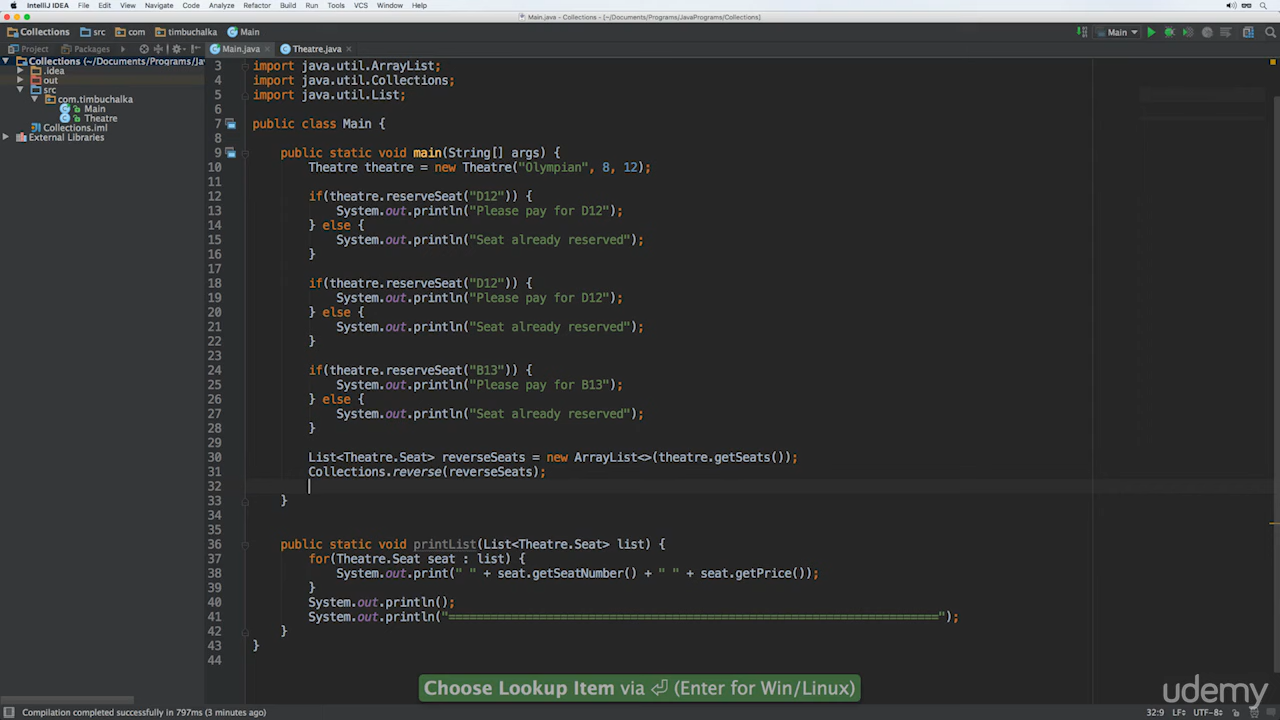 IntelliJ IDEA File Edit View Navigate Code Analyze Refactor Build Run Tools VCS Window Help
Main.java - Collections - [~/Documents/Programs/JavaPrograms/Collections]
Collections src com timbuchalka Main Main
Project Packages Main.java Theatre.java
Collections (~/Documents/Programs/Jav
.idea
out
src
com.timbuchalka
Main
Theatre
Collections.iml
External Libraries
3 import java.util.ArrayList;
4 import java.util.Collections;
5 import java.util.List;
6
7 public class Main {
8
9 public static void main(String[] args) {
10 Theatre theatre = new Theatre("Olympian", 8, 12);
11
12 if(theatre.reserveSeat("D12")) {
13 System.out.println("Please pay for D12");
14 } else {
15 System.out.println("Seat already reserved");
16 }
17
18 if(theatre.reserveSeat("D12")) {
19 System.out.println("Please pay for D12");
20 } else {
21 System.out.println("Seat already reserved");
22 }
23
24 if(theatre.reserveSeat("B13")) {
25 System.out.println("Please pay for B13");
26 } else {
27 System.out.println("Seat already reserved");
28 }
29
30 List<Theatre.Seat> reverseSeats = new ArrayList<>(theatre.getSeats());
31 Collections.reverse(reverseSeats);
32
33 }
34
35
36 public static void printList(List<Theatre.Seat> list) {
37 for(Theatre.Seat seat : list) {
38 System.out.print(" " + seat.getSeatNumber() + " " + seat.getPrice());
39 }
40 System.out.println();
41 System.out.println("======================================================================");
42 }
43 }
44
Choose Lookup Item via ⏎ (Enter for Win/Linux)
udemy
Compilation completed successfully in 797ms (3 minutes ago) 32:9 LF÷ UTF-8÷